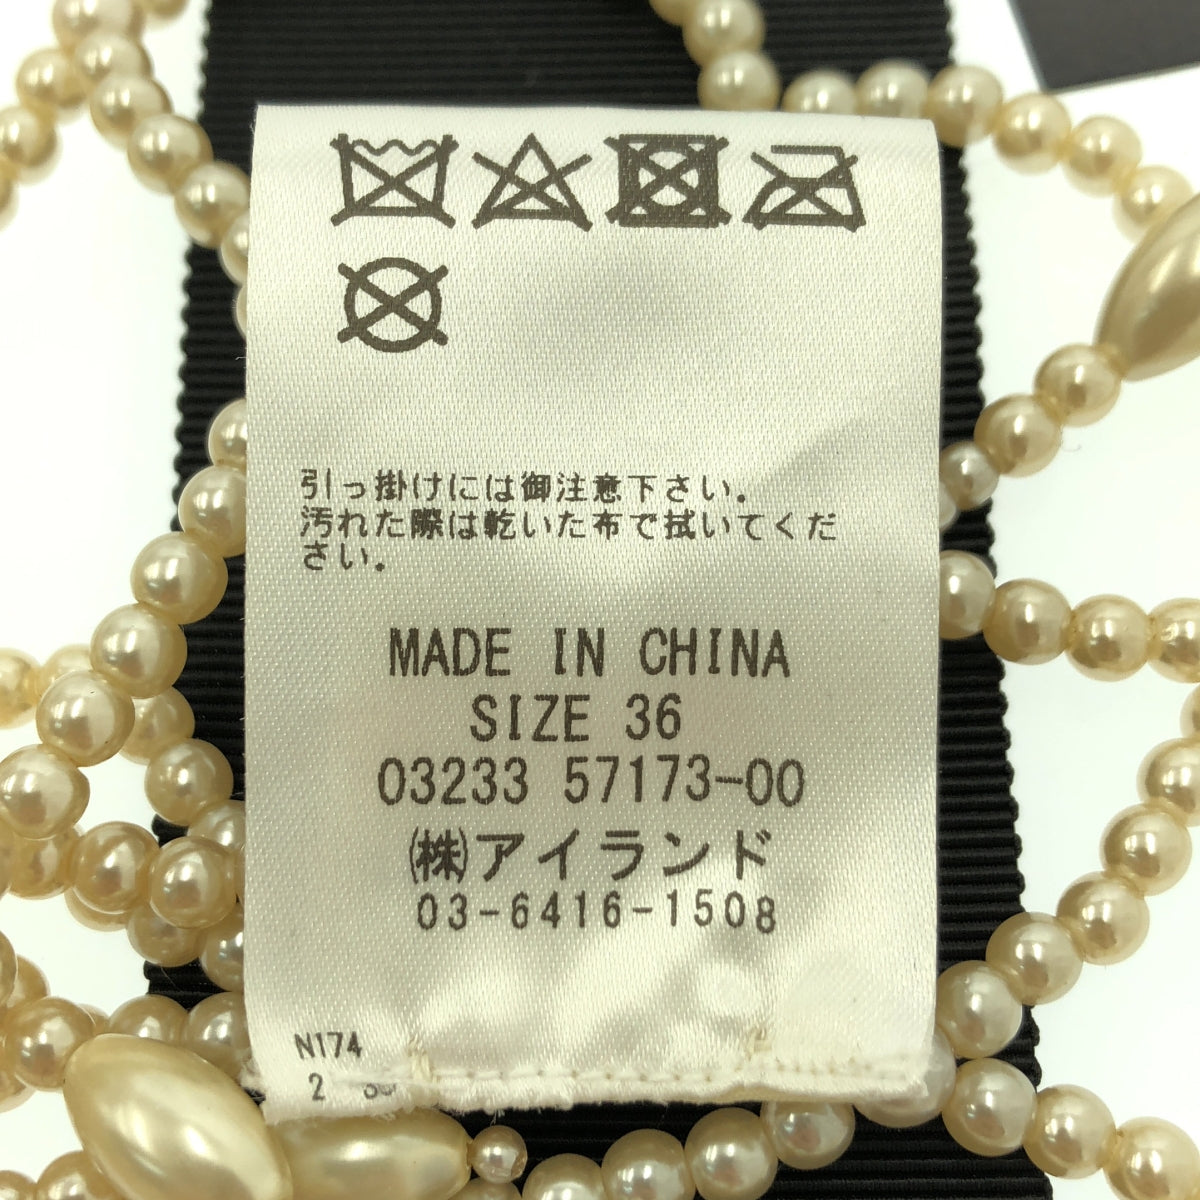 引っ掛けには御注意下さい.
汚れた際は乾いた布で拭いてくだ
さい.
MADE IN CHINA
SIZE 36
03233 57173-00
㈱アイランド
03-6416-1508
N174
2